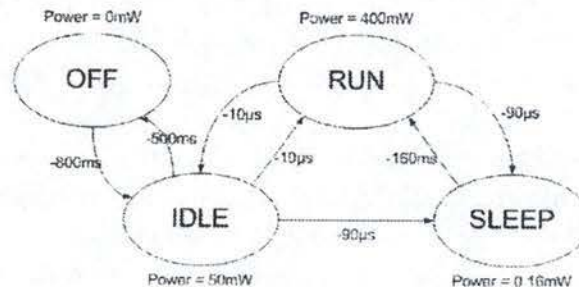 Power = 0mW
Power = 400mW
OFF
RUN
~10µs
~90µs
~500ms
~10µs
~160ms
~800ms
IDLE
SLEEP
~90µs
Power = 50mW
Power = 0.16mW